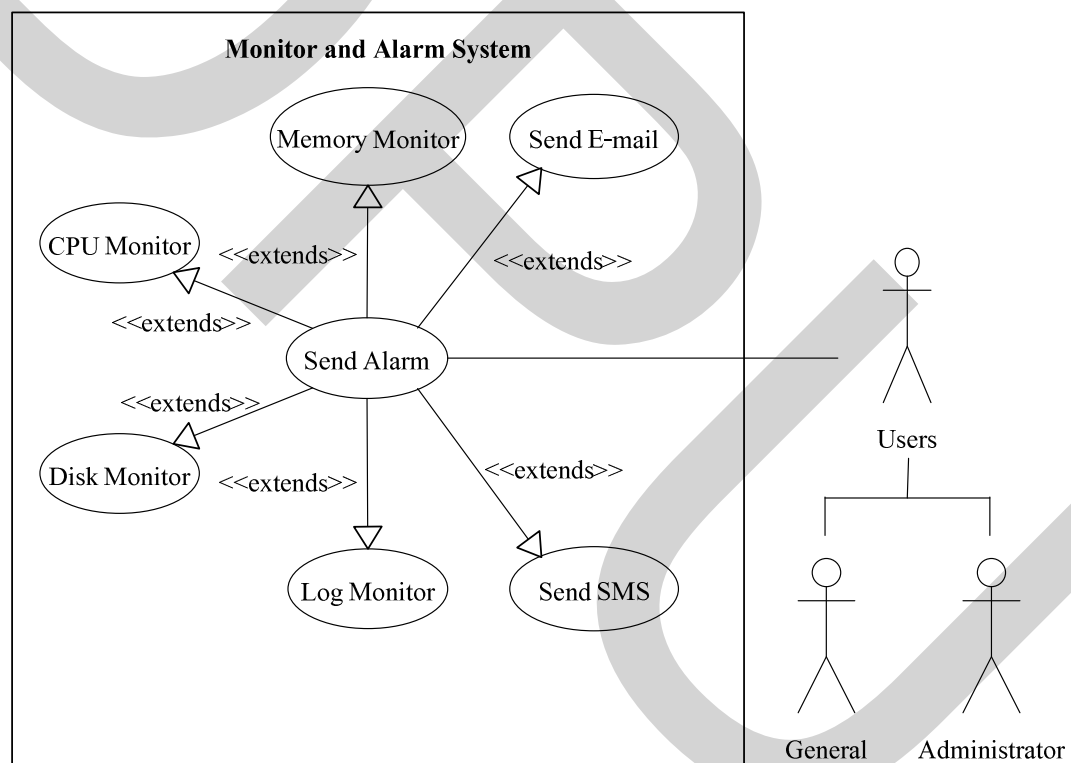 Monitor and Alarm System
Memory Monitor
Send E-mail
CPU Monitor
<<extends>>
<<extends>>
<<extends>>
Send Alarm
<<extends>>
Users
Disk Monitor
<<extends>>
<<extends>>
Log Monitor
Send SMS
General
Administrator